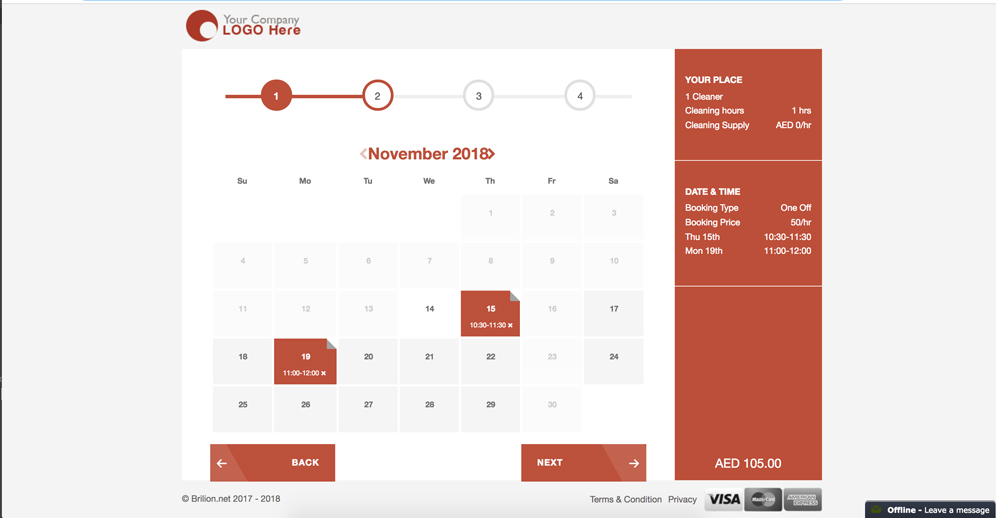 Your Company
LOGO Here
1 2 3 4
November 2018
Su Mo Tu We Th Fr Sa
1 2 3
4 5 6 7 8 9 10
11 12 13 14 15 16 17
10:30-11:30 ×
18 19 20 21 22 23 24
11:00-12:00 ×
25 26 27 28 29 30
BACK NEXT
YOUR PLACE
1 Cleaner
Cleaning hours 1 hrs
Cleaning Supply AED 0/hr
DATE & TIME
Booking Type One Off
Booking Price 50/hr
Thu 15th 10:30-11:30
Mon 19th 11:00-12:00
AED 105.00
© Brilion.net 2017 - 2018
Terms & Condition Privacy VISA MasterCard AMERICAN EXPRESS
Offline - Leave a message